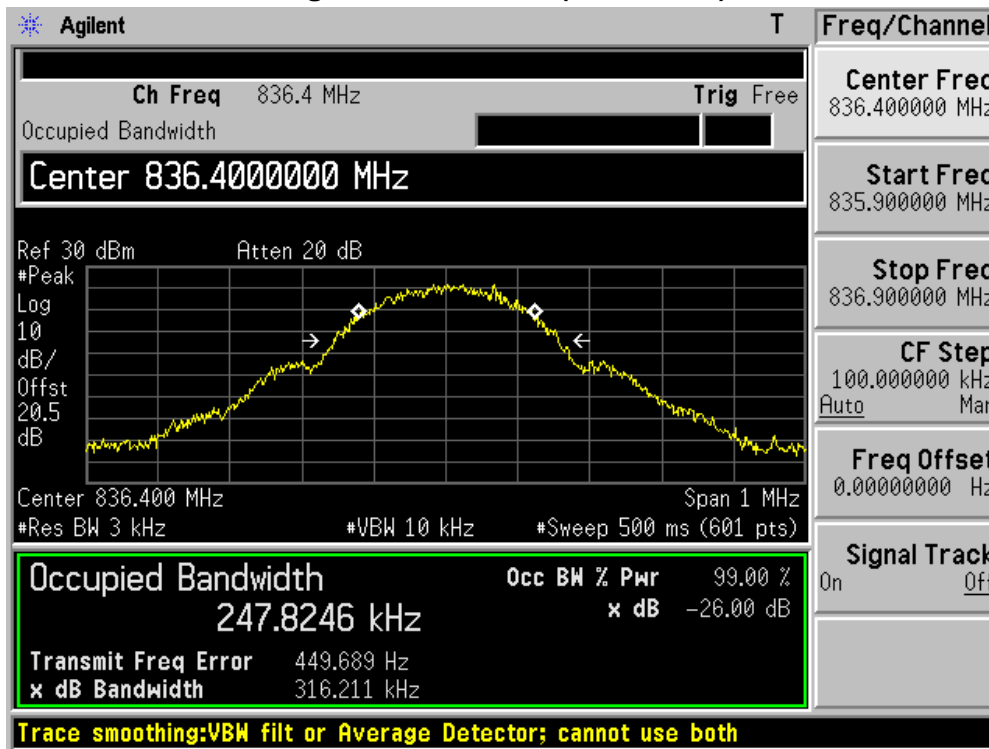 Agilent T
Ch Freq 836.4 MHz Trig Free
Occupied Bandwidth
Center 836.4000000 MHz
Ref 30 dBm Atten 20 dB
#Peak
Log
10
dB/
Offst
20.5
dB
Center 836.400 MHz Span 1 MHz
#Res BW 3 kHz #VBW 10 kHz #Sweep 500 ms (601 pts)
Occupied Bandwidth Occ BW % Pwr 99.00 %
247.8246 kHz x dB -26.00 dB
Transmit Freq Error 449.689 Hz
x dB Bandwidth 316.211 kHz
Trace smoothing:VBW filt or Average Detector; cannot use both
Freq/Channel
Center Freq
836.400000 MHz
Start Freq
835.900000 MHz
Stop Freq
836.900000 MHz
CF Step
100.000000 kHz
Auto Man
Freq Offset
0.00000000 Hz
Signal Track
On Off